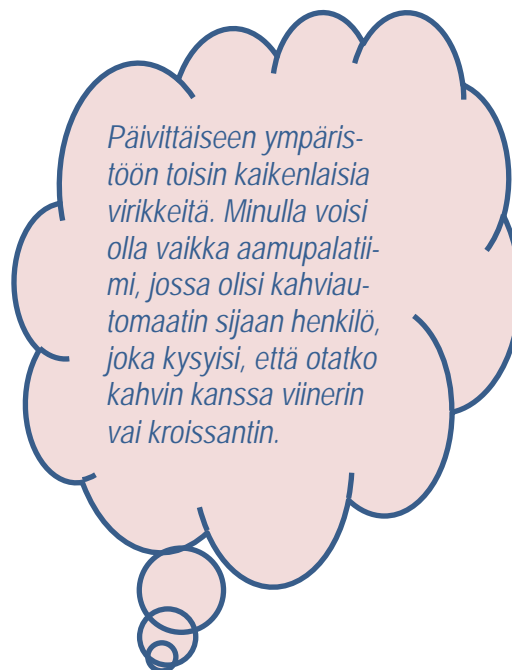 Päivittäiseen ympäris-
töön toisin kaikenlaisia
virikkeitä. Minulla voisi
olla vaikka aamupalatii-
mi, jossa olisi kahviau-
tomaatin sijaan henkilö,
joka kysyisi, että otatko
kahvin kanssa viinerin
vai kroissantin.